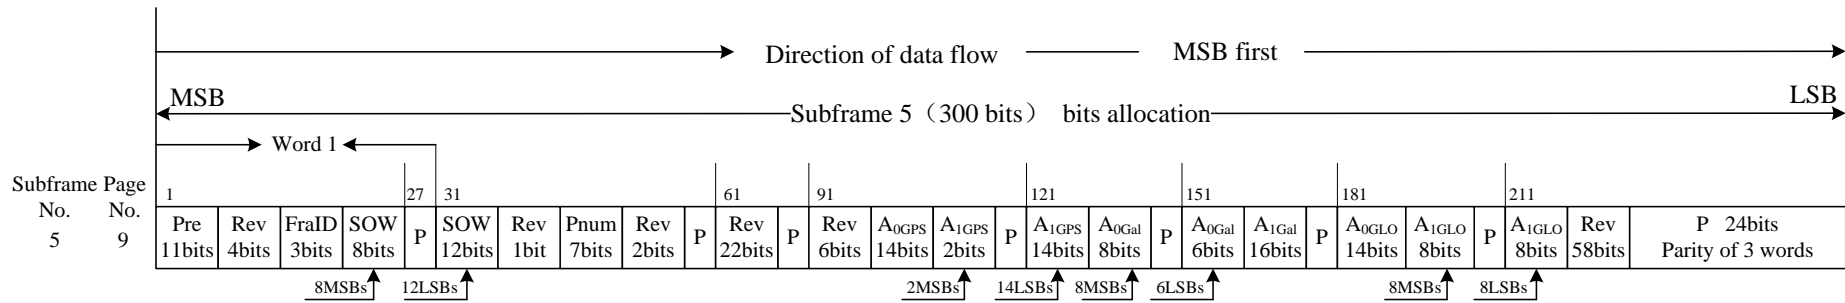 Direction of data flow MSB first
MSB LSB
Subframe 5（300 bits） bits allocation
Word 1
Subframe Page
No. No.
5 9
1 27 31 61 91 121 151 181 211
Pre 11bits
Rev 4bits
FraID 3bits
SOW 8bits
P
SOW 12bits
Rev 1bit
Pnum 7bits
Rev 2bits
P
Rev 22bits
P
Rev 6bits
A0GPS 14bits
A1GPS 2bits
P
A1GPS 14bits
A0Gal 8bits
P
A0Gal 6bits
A1Gal 16bits
P
A0GLO 14bits
A1GLO 8bits
P
A1GLO 8bits
Rev 58bits
P 24bits
Parity of 3 words
8MSBs 12LSBs 2MSBs 14LSBs 8MSBs 6LSBs 8MSBs 8LSBs